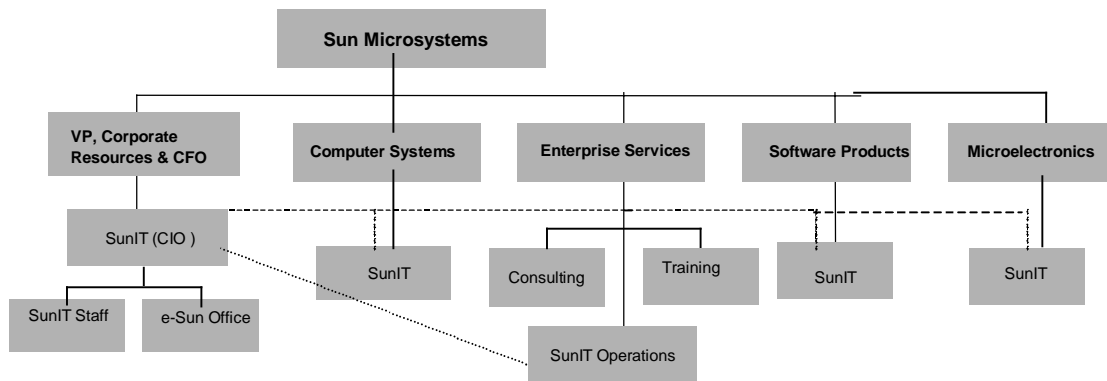 Sun Microsystems
VP, Corporate
Resources & CFO
Computer Systems
Enterprise Services
Software Products
Microelectronics
SunIT (CIO )
SunIT
Consulting
Training
SunIT
SunIT
SunIT Staff
e-Sun Office
SunIT Operations